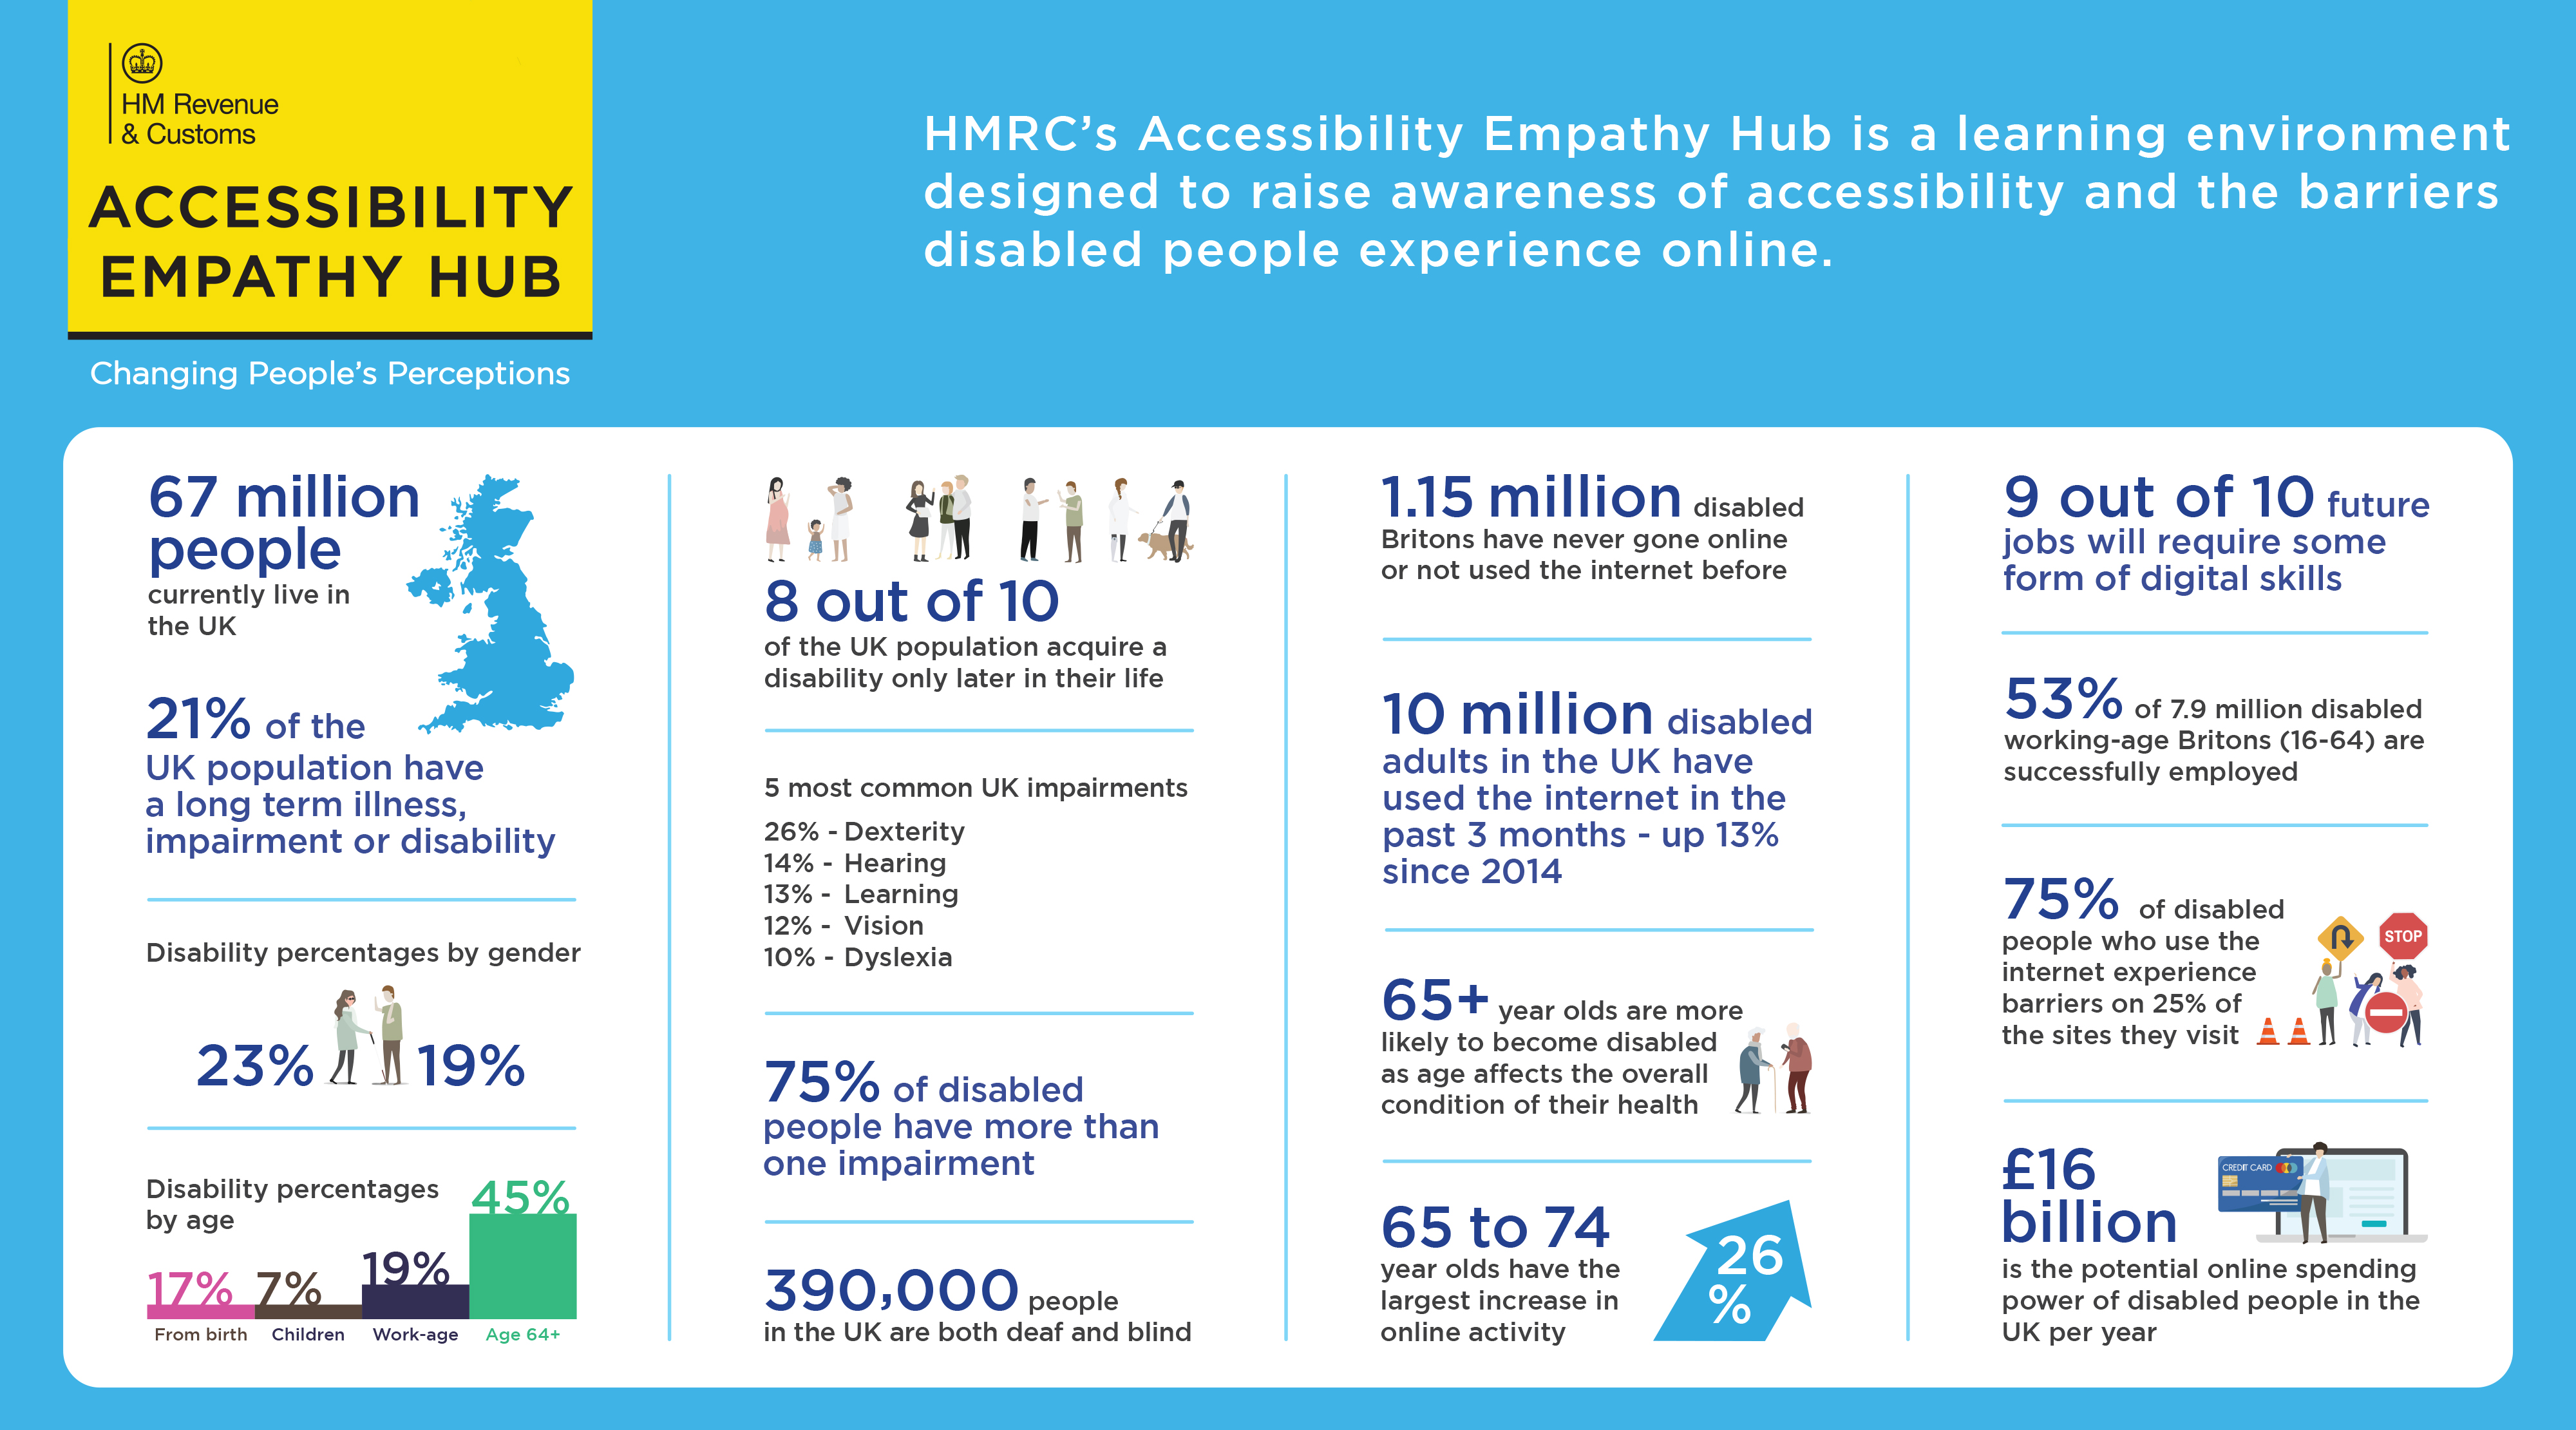 HM Revenue
& Customs
ACCESSIBILITY
EMPATHY HUB
Changing People's Perceptions
HMRC's Accessibility Empathy Hub is a learning environment
designed to raise awareness of accessibility and the barriers
disabled people experience online.
67 million
people
currently live in
the UK
21% of the
UK population have
a long term illness,
impairment or disability
Disability percentages by gender
23% 19%
Disability percentages
by age
17% 7% 19% 45%
From birth Children Work-age Age 64+
8 out of 10
of the UK population acquire a
disability only later in their life
5 most common UK impairments
26% - Dexterity
14% - Hearing
13% - Learning
12% - Vision
10% - Dyslexia
75% of disabled
people have more than
one impairment
390,000 people
in the UK are both deaf and blind
1.15 million disabled
Britons have never gone online
or not used the internet before
10 million disabled
adults in the UK have
used the internet in the
past 3 months - up 13%
since 2014
65+ year olds are more
likely to become disabled
as age affects the overall
condition of their health
65 to 74
year olds have the
largest increase in
online activity
26
%
9 out of 10 future
jobs will require some
form of digital skills
53% of 7.9 million disabled
working-age Britons (16-64) are
successfully employed
75% of disabled
people who use the
internet experience
barriers on 25% of
the sites they visit
STOP
£16
billion
CREDIT CARD
is the potential online spending
power of disabled people in the
UK per year